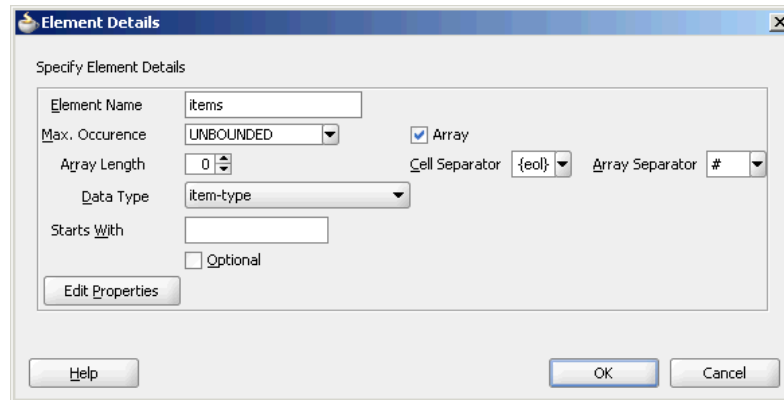 Element Details
Specify Element Details
Element Name items
Max. Occurence UNBOUNDED Array
Array Length 0 Cell Separator {eol} Array Separator #
Data Type item-type
Starts With
Optional
Edit Properties
Help OK Cancel